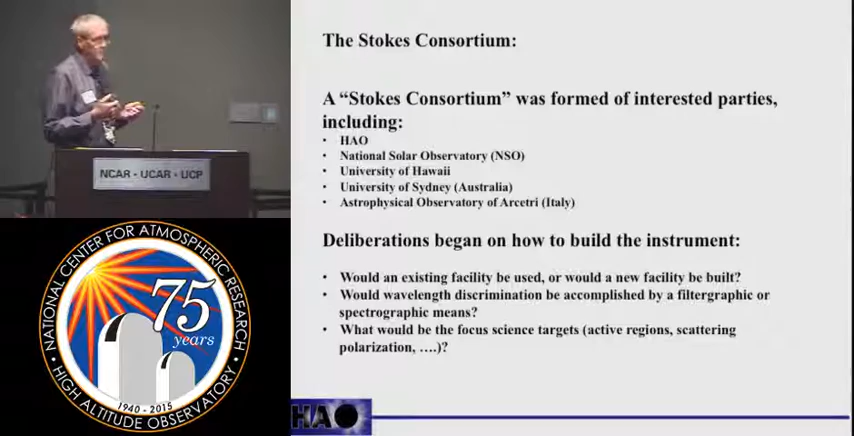 The Stokes Consortium:
A “Stokes Consortium” was formed of interested parties,
including:
• HAO
• National Solar Observatory (NSO)
• University of Hawaii
• University of Sydney (Australia)
• Astrophysical Observatory of Arcetri (Italy)
Deliberations began on how to build the instrument:
• Would an existing facility be used, or would a new facility be built?
• Would wavelength discrimination be accomplished by a filtergraphic or
spectrographic means?
• What would be the focus science targets (active regions, scattering
polarization, ….)?
HAO
NCAR • UCAR • UCP
NATIONAL CENTER FOR ATMOSPHERIC RESEARCH
75
years
1940 - 2015
HIGH ALTITUDE OBSERVATORY